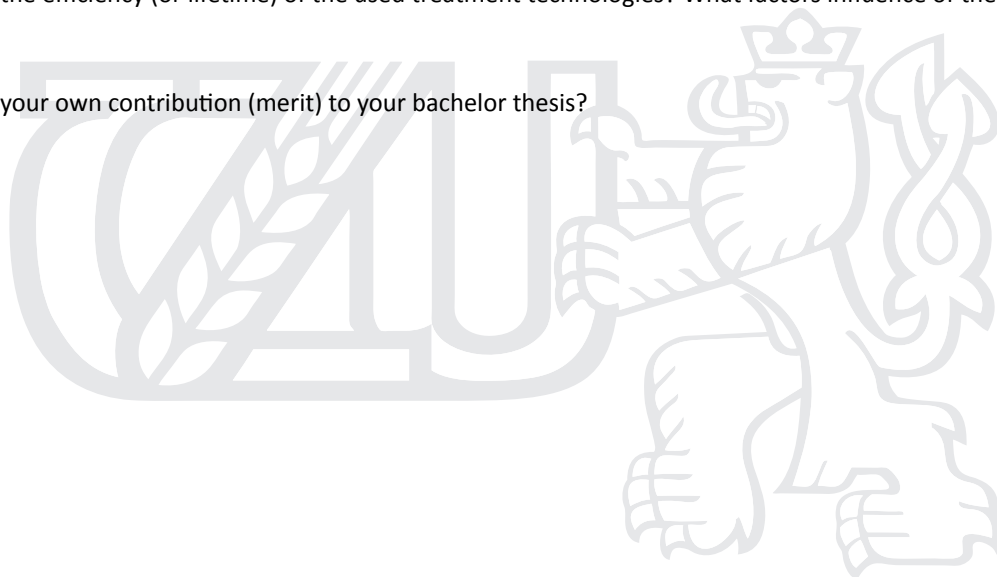 the efficiency (or lifetime) of the used treatment technologies? What factors influence of the
your own contribution (merit) to your bachelor thesis?
ČZU